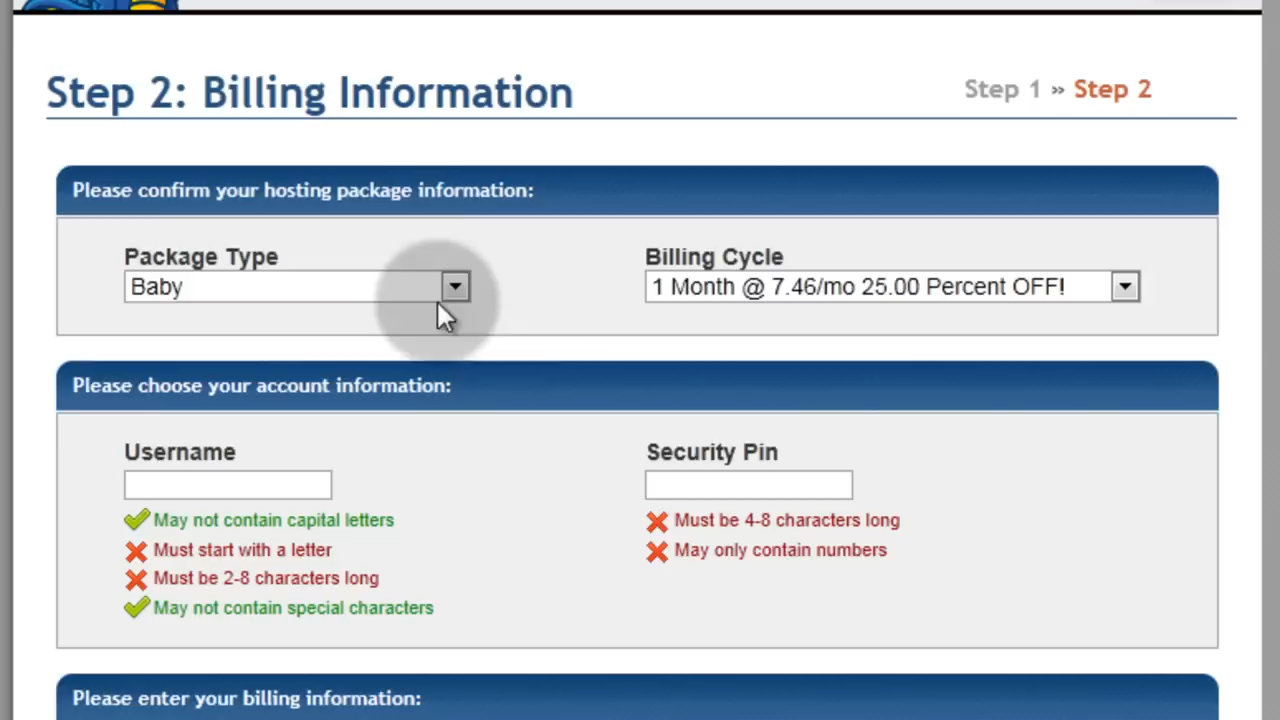 Step 2: Billing Information
Step 1 » Step 2
Please confirm your hosting package information:
Package Type
Billing Cycle
Baby
1 Month @ 7.46/mo 25.00 Percent OFF!
Please choose your account information:
Username
Security Pin
May not contain capital letters
Must be 4-8 characters long
Must start with a letter
May only contain numbers
Must be 2-8 characters long
May not contain special characters
Please enter your billing information: